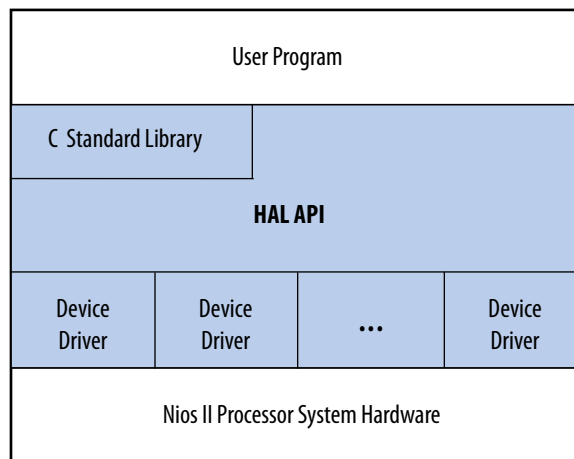 User Program
C Standard Library
HAL API
Device
Driver
Device
Driver
...
Device
Driver
Nios II Processor System Hardware